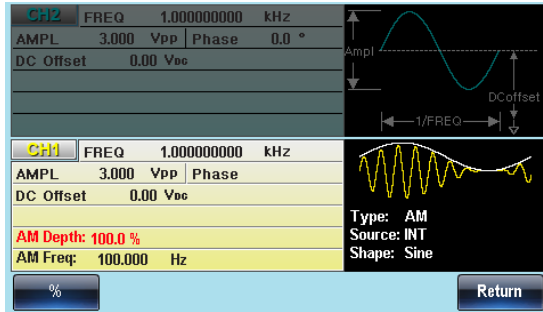 CH2 FREQ 1.000000000 kHz
AMPL 3.000 Vpp Phase 0.0 °
DC Offset 0.00 VDC
Ampl
DCoffset
1/FREQ
CH1 FREQ 1.000000000 kHz
AMPL 3.000 Vpp Phase
DC Offset 0.00 VDC
AM Depth: 100.0 %
AM Freq: 100.000 Hz
Type: AM
Source: INT
Shape: Sine
% Return